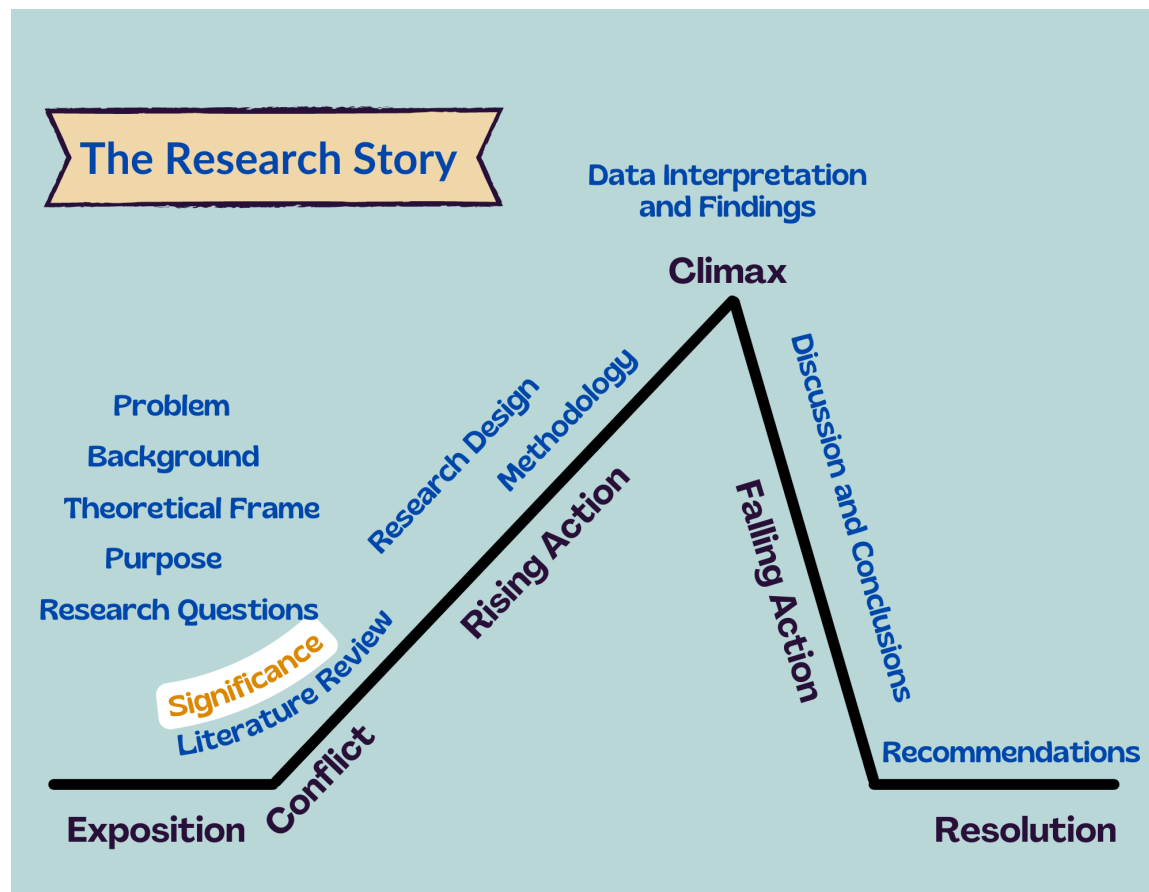 The Research Story
Data Interpretation
and Findings
Climax
Problem
Background
Theoretical Frame
Purpose
Research Questions
Significance
Literature Review
Research Design
Methodology
Rising Action
Conflict
Exposition
Falling Action
Discussion and Conclusions
Recommendations
Resolution